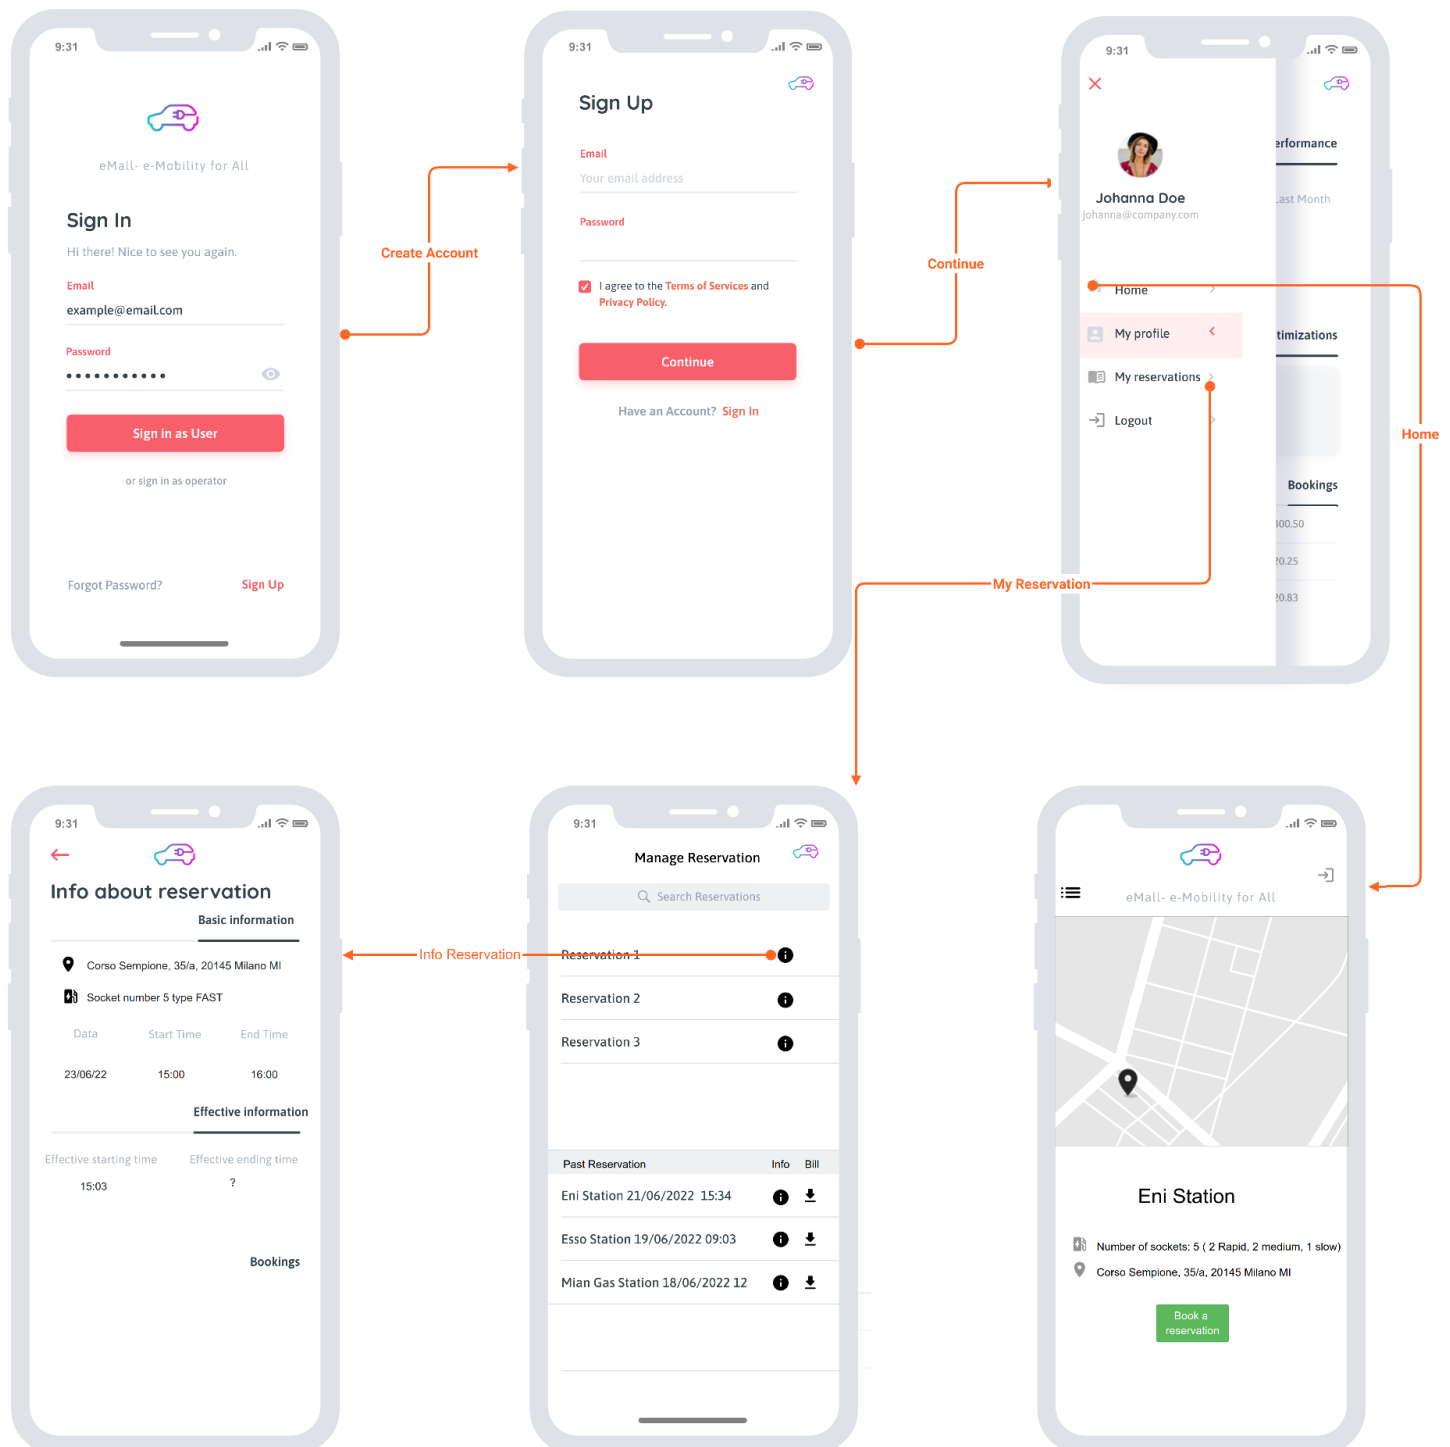 9:31
eMall- e-Mobility for All
Sign In
Hi there! Nice to see you again.
Email
example@email.com
Password
Sign in as User
or sign in as operator
Forgot Password?
Sign Up
Create Account
9:31
Sign Up
Email
Your email address
Password
I agree to the Terms of Services and
Privacy Policy.
Continue
Have an Account? Sign In
Continue
9:31
Johanna Doe
johanna@company.com
Home
My profile
My reservations
Logout
erformance
Last Month
timizations
Bookings
300.50
20.25
20.83
Home
My Reservation
9:31
Info about reservation
Basic information
Corso Sempione, 35/a, 20145 Milano MI
Socket number 5 type FAST
Data Start Time End Time
23/06/22 15:00 16:00
Effective information
Effective starting time Effective ending time
15:03 ?
Bookings
Info Reservation
9:31
Manage Reservation
Search Reservations
Reservation 1
Reservation 2
Reservation 3
Past Reservation Info Bill
Eni Station 21/06/2022 15:34
Esso Station 19/06/2022 09:03
Mian Gas Station 18/06/2022 12
eMall- e-Mobility for All
Eni Station
Number of sockets: 5 ( 2 Rapid, 2 medium, 1 slow)
Corso Sempione, 35/a, 20145 Milano MI
Book a
reservation